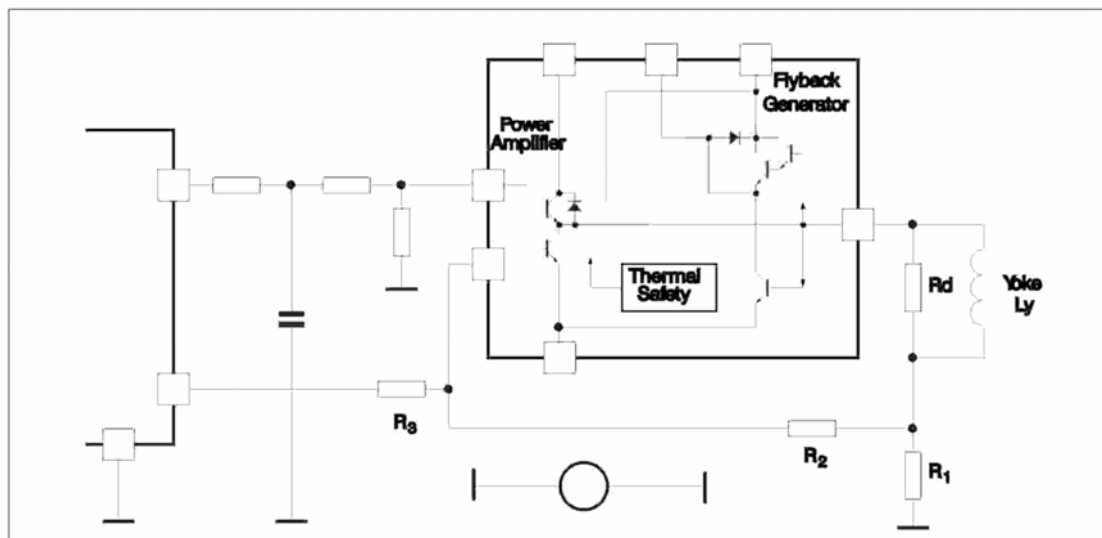 Flyback
Generator
Power
Amplifier
Thermal
Safety
Rd
Yoke
Ly
R3
R2
R1